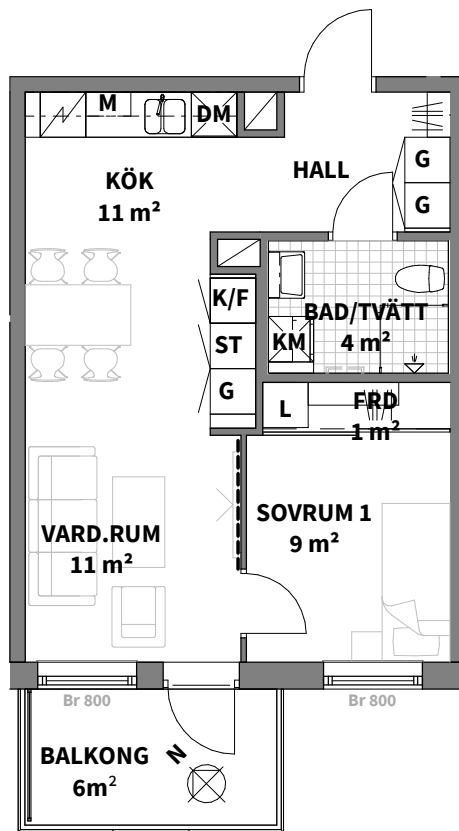 M
DM
G
HALL
KÖK
11 m²
G
K/F
BAD/TVÄTT
4 m²
ST
KM
G
L
FRD
1 m²
SOVRUM 1
9 m²
VARD.RUM
11 m²
Br 800
Br 800
BALKONG
6m²
N